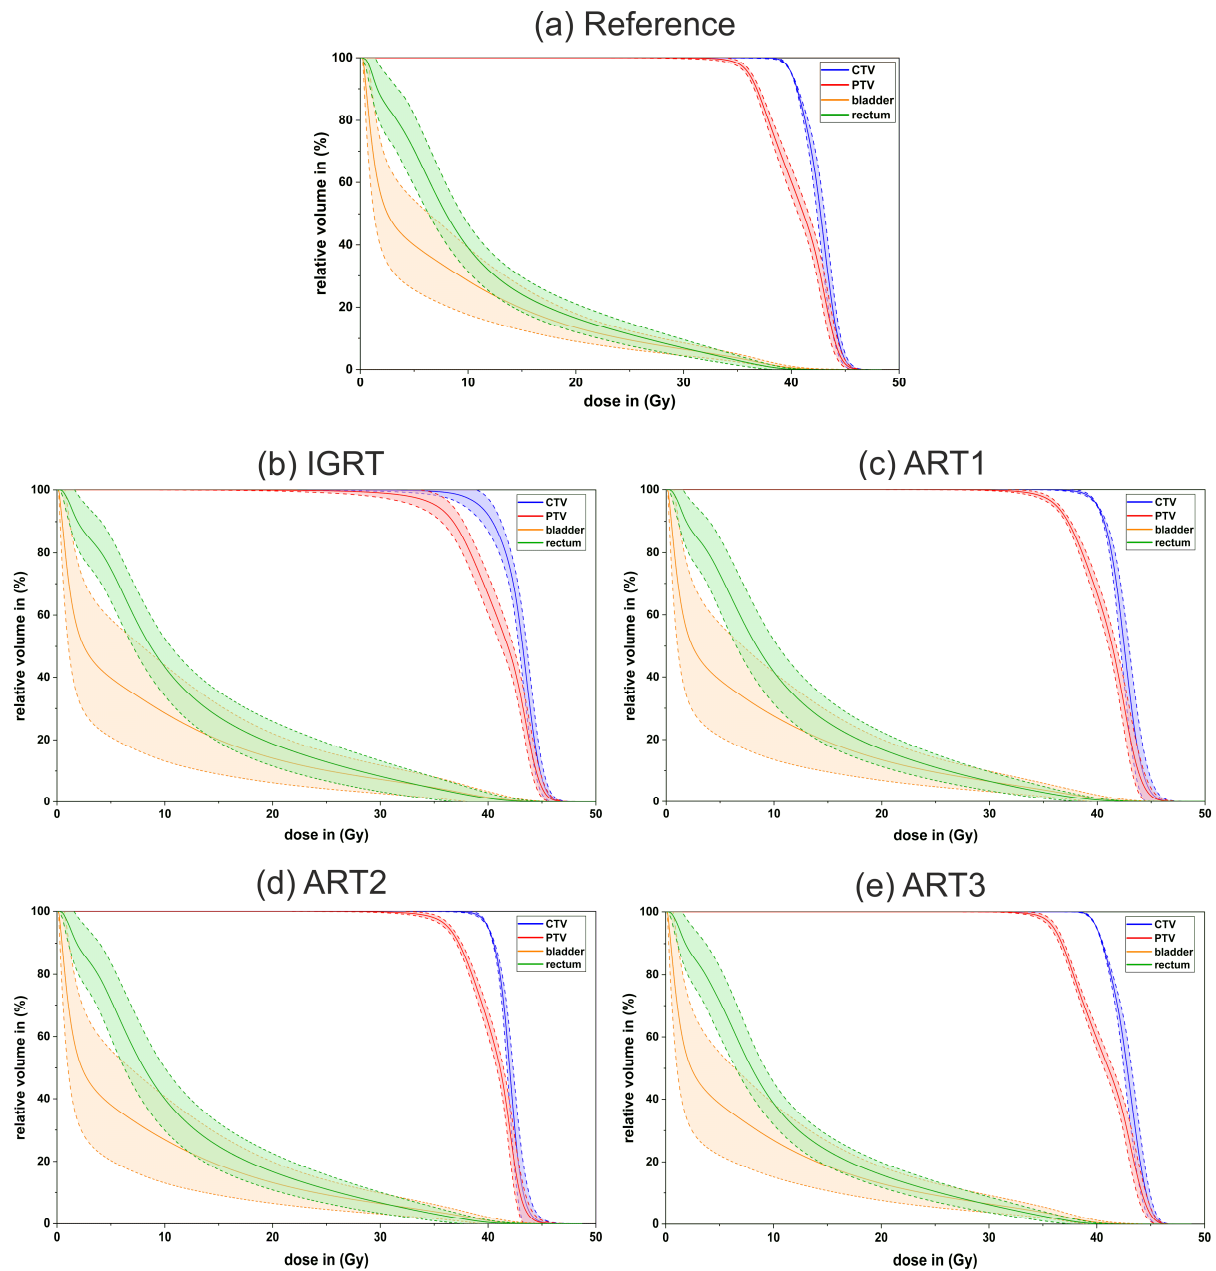 (a) Reference
100
80
60
40
20
0
relative volume in (%)
CTV
PTV
bladder
rectum
0 10 20 30 40 50
dose in (Gy)
(b) IGRT
100
80
60
40
20
0
relative volume in (%)
CTV
PTV
bladder
rectum
0 10 20 30 40 50
dose in (Gy)
(c) ART1
100
80
60
40
20
0
relative volume in (%)
CTV
PTV
bladder
rectum
0 10 20 30 40 50
dose in (Gy)
(d) ART2
100
80
60
40
20
0
relative volume in (%)
CTV
PTV
bladder
rectum
0 10 20 30 40 50
dose in (Gy)
(e) ART3
100
80
60
40
20
0
relative volume in (%)
CTV
PTV
bladder
rectum
0 10 20 30 40 50
dose in (Gy)